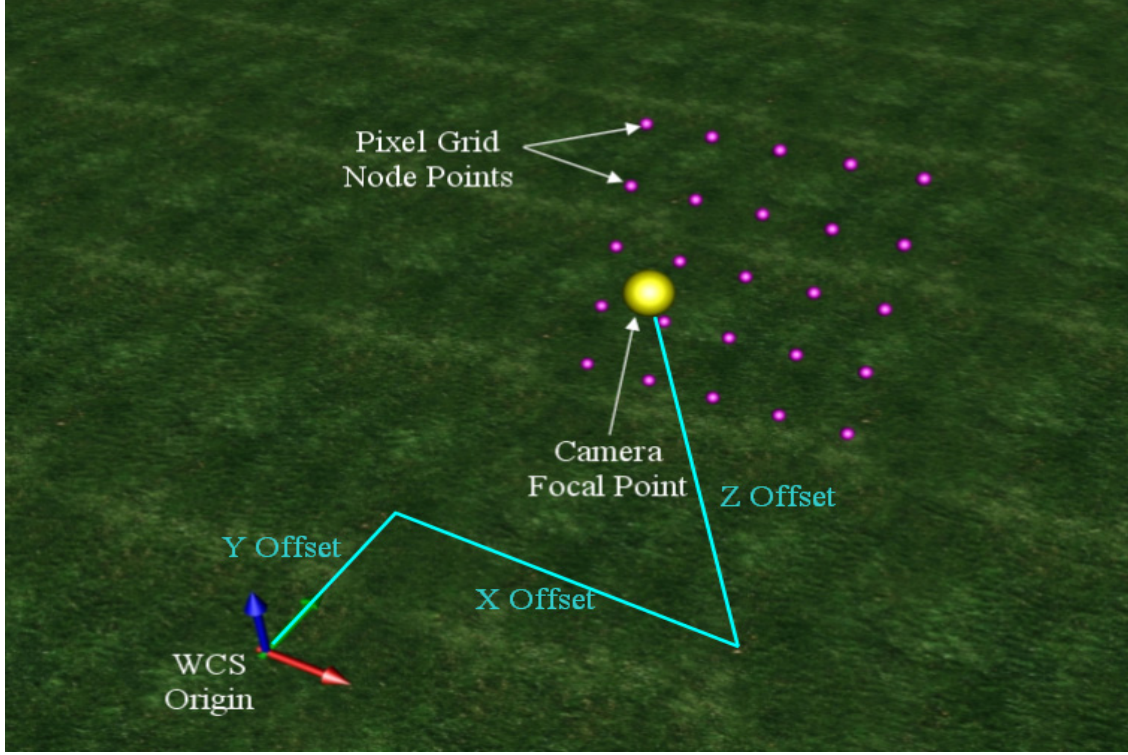 Pixel Grid
Node Points
Camera
Focal Point
Z Offset
Y Offset
X Offset
WCS
Origin